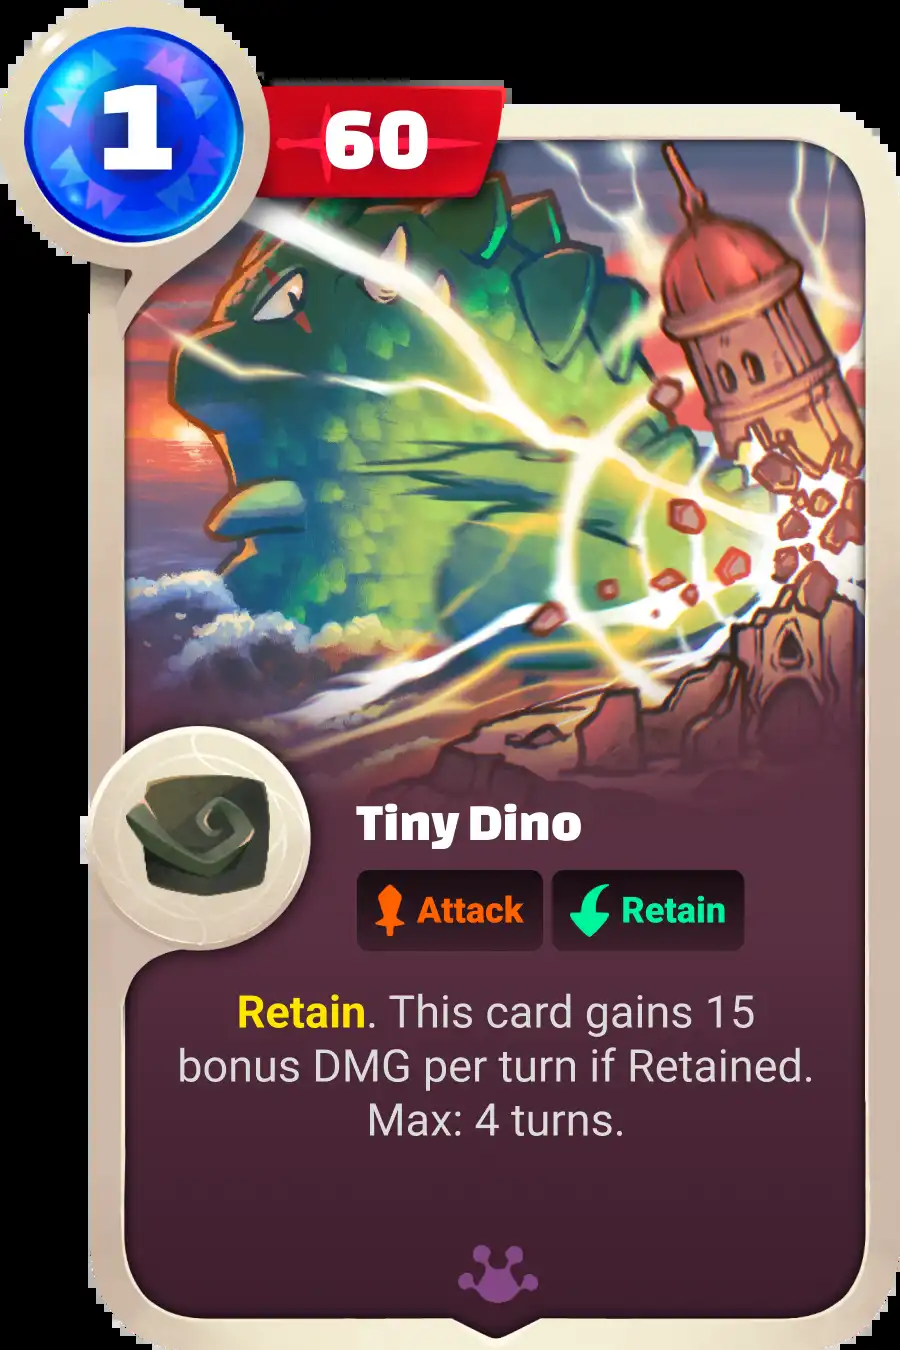 1
60
Tiny Dino
Attack
Retain
Retain. This card gains 15
bonus DMG per turn if Retained.
Max: 4 turns.